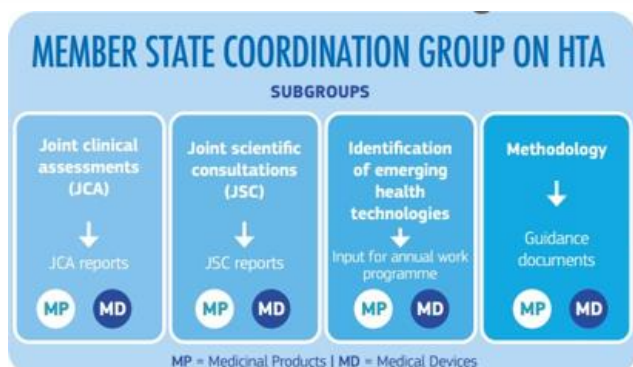 MEMBER STATE COORDINATION GROUP ON HTA
SUBGROUPS
Joint clinical
assessments
(JCA)
JCA reports
MP MD
Joint scientific
consultations
(JSC)
JSC reports
MP MD
Identification
of emerging
health
technologies
Input for annual work
programme
MP MD
Methodology
Guidance
documents
MP MD
MP = Medicinal Products | MD = Medical Devices